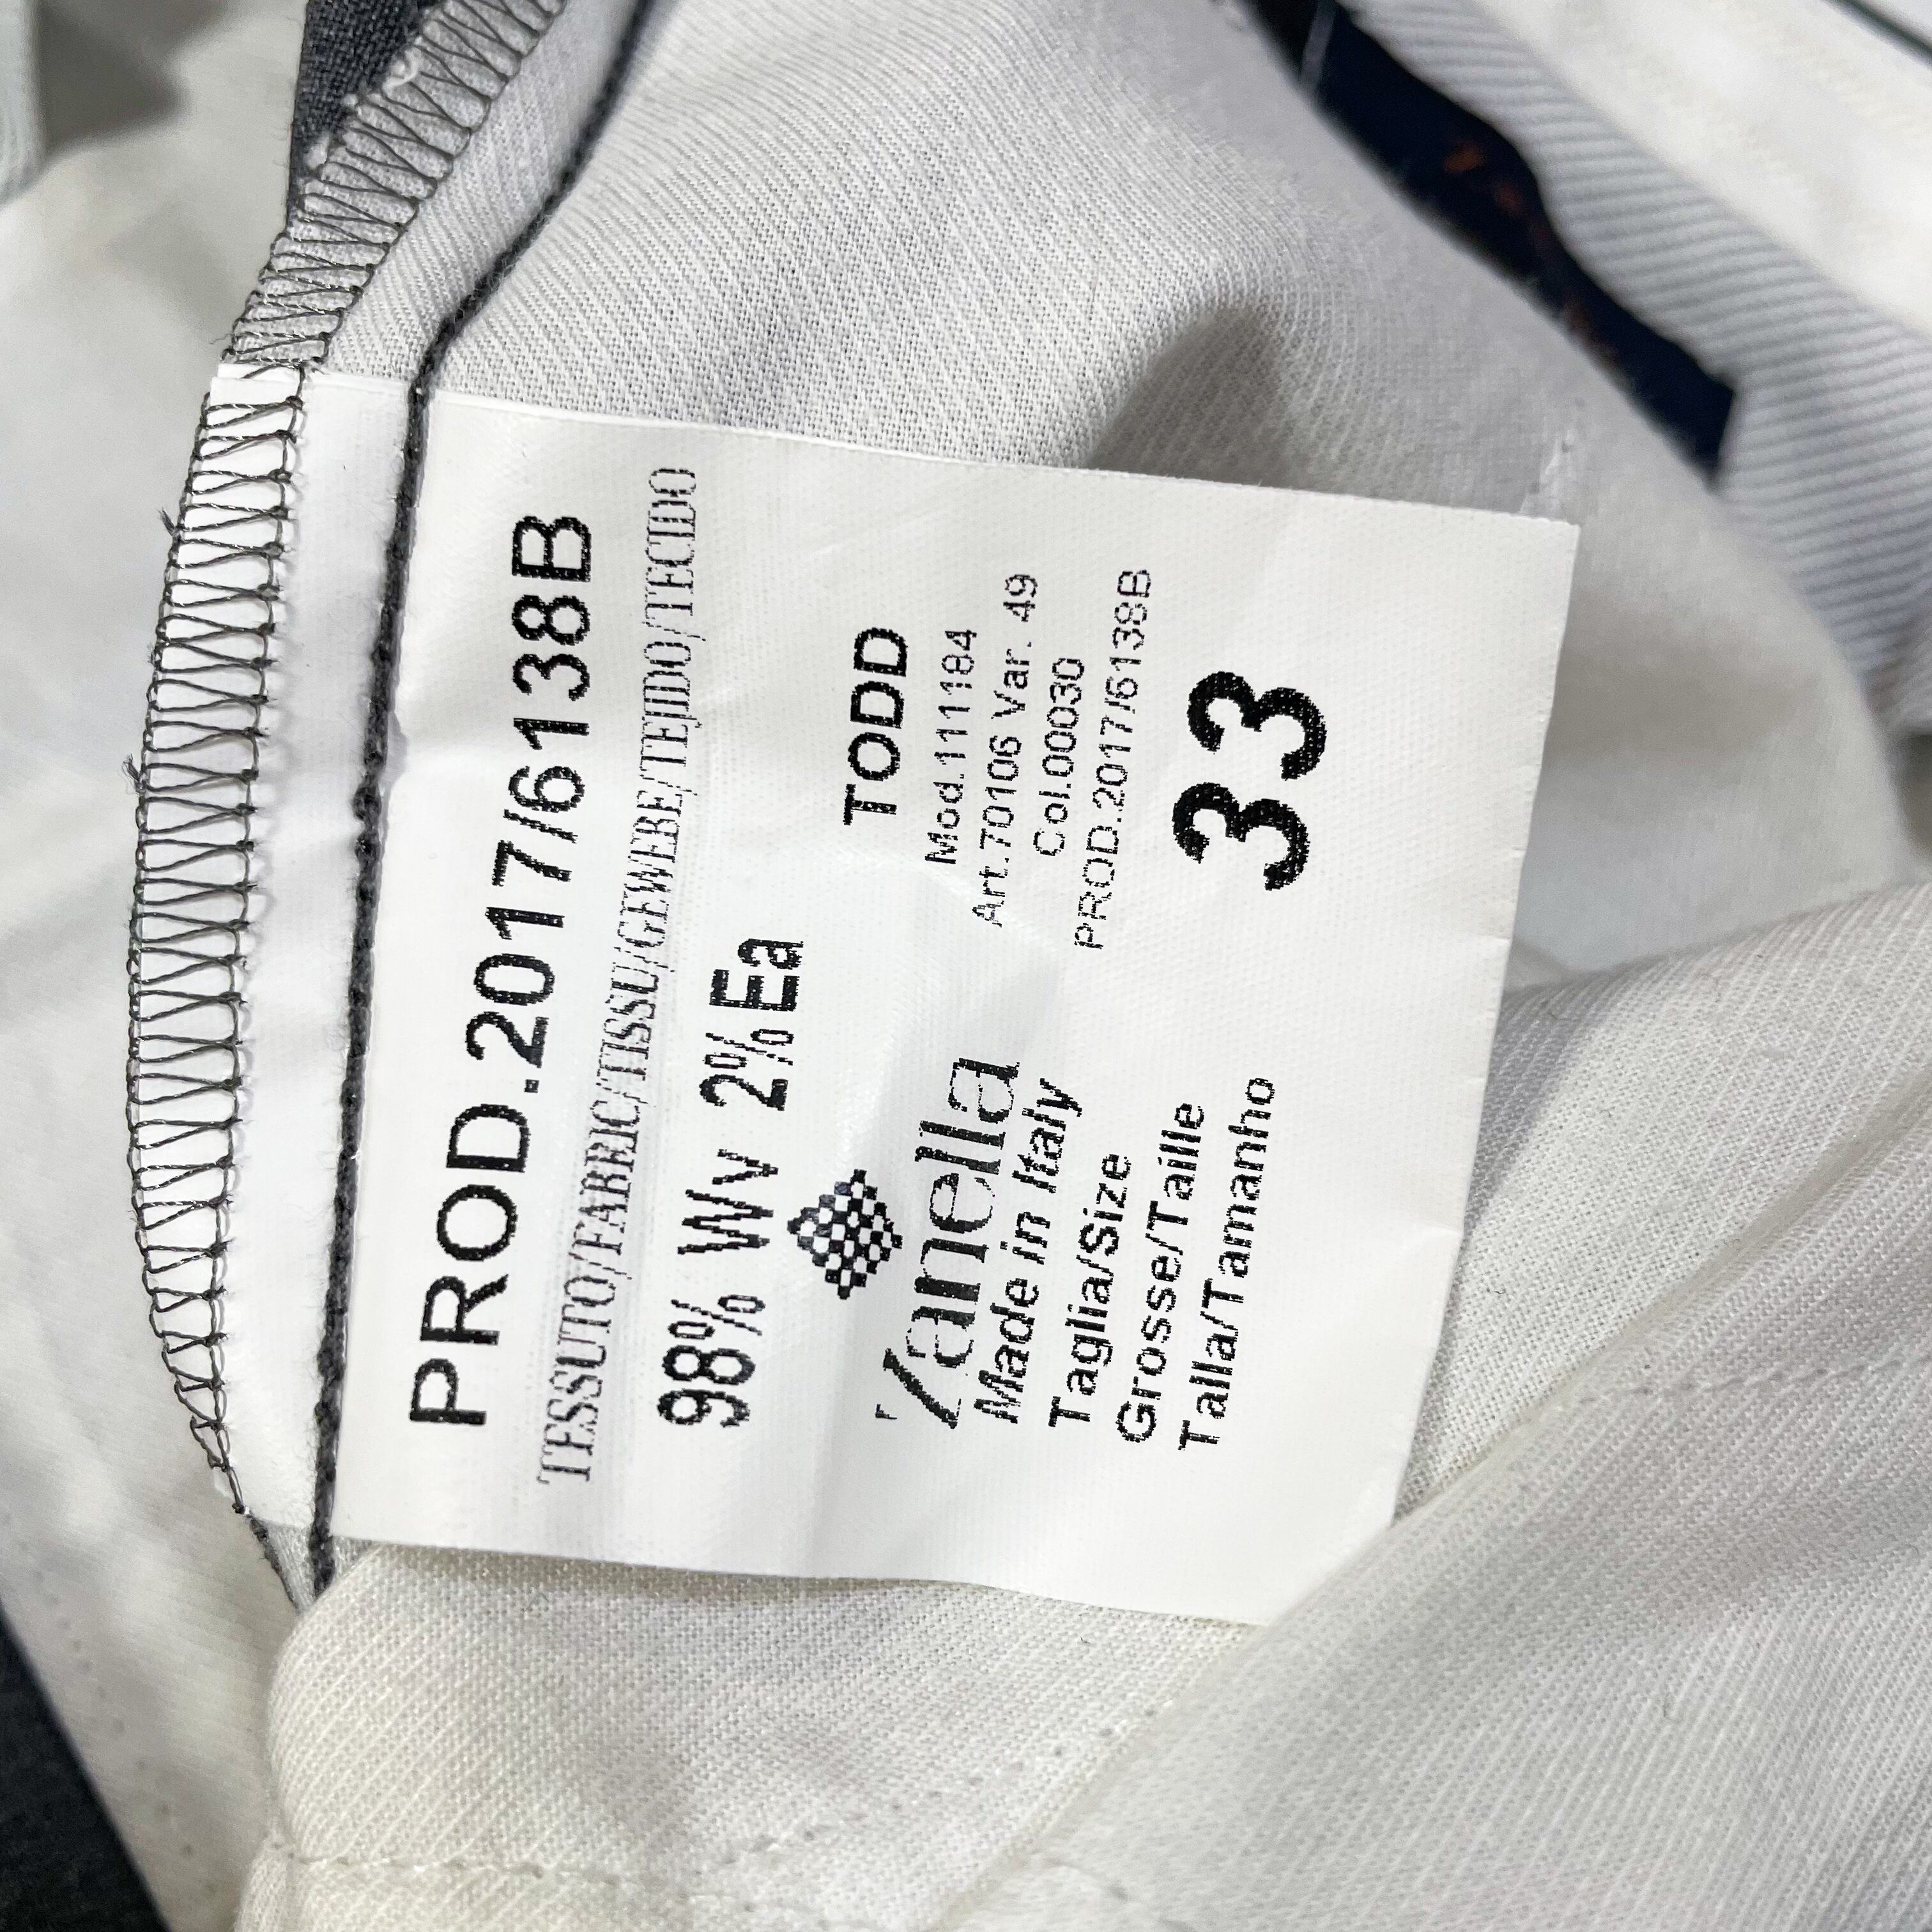 PROD.2017/6138B
TESSUTO/FABRIC/TISSU/GEWEBE/TEJIDO/TECIDO
98% Wv 2% Ea
Zanella
Made in Italy
Taglia/Size
Grosse/Taille
Talla/Tamanho
TODD
Mod.111184
Art.70106 Var. 49
Col.00030
PROD.2017/6138B
33